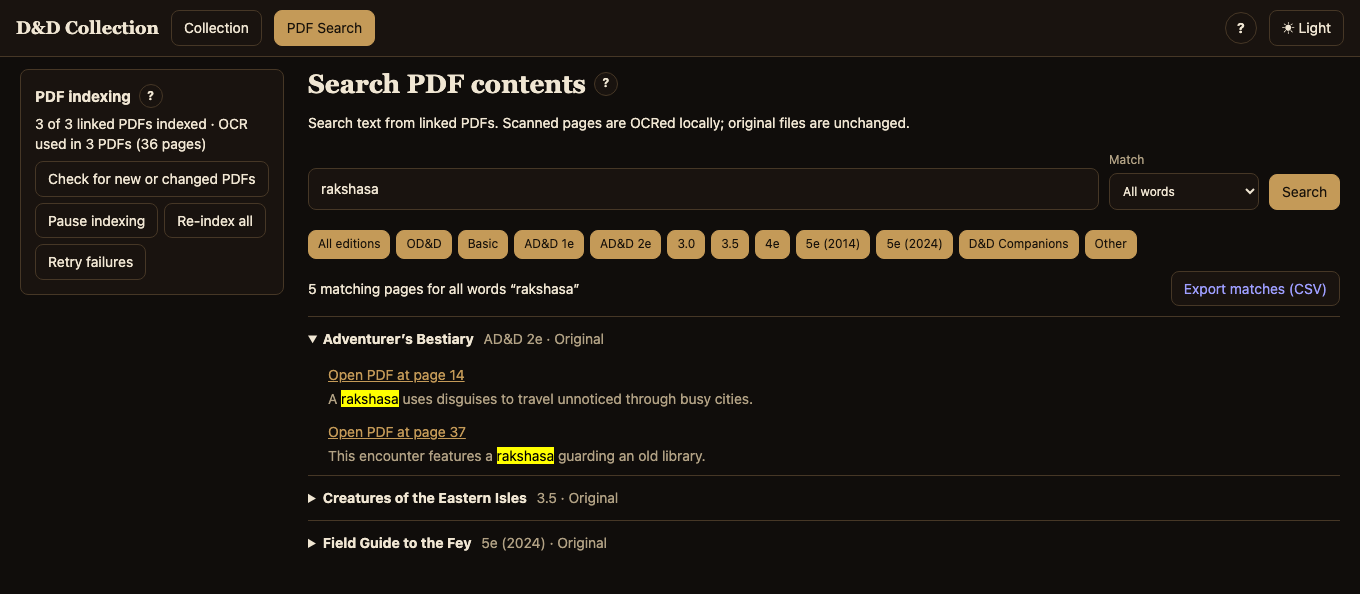 D&D Collection
Collection
PDF Search
?
☀ Light
PDF indexing
?
3 of 3 linked PDFs indexed · OCR
used in 3 PDFs (36 pages)
Check for new or changed PDFs
Pause indexing
Re-index all
Retry failures
Search PDF contents
?
Search text from linked PDFs. Scanned pages are OCRed locally; original files are unchanged.
Match
rakshasa
All words
Search
All editions
OD&D
Basic
AD&D 1e
AD&D 2e
3.0
3.5
4e
5e (2014)
5e (2024)
D&D Companions
Other
5 matching pages for all words “rakshasa”
Export matches (CSV)
▼ Adventurer’s Bestiary AD&D 2e · Original
Open PDF at page 14
A rakshasa uses disguises to travel unnoticed through busy cities.
Open PDF at page 37
This encounter features a rakshasa guarding an old library.
▶ Creatures of the Eastern Isles 3.5 · Original
▶ Field Guide to the Fey 5e (2024) · Original